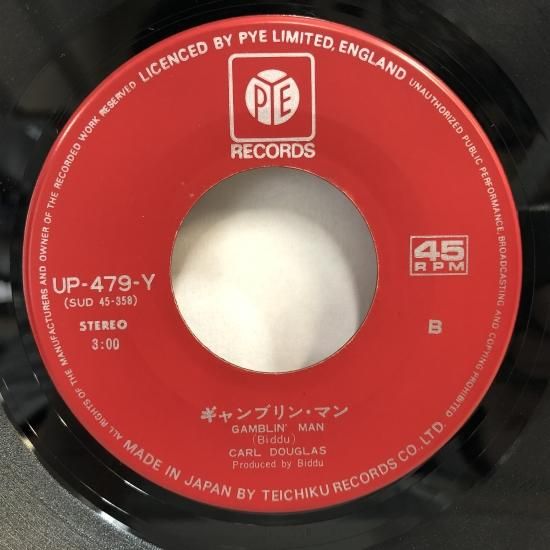 ALL RIGHTS OF THE MANUFACTURERS AND OWNER OF THE RECORDED WORK RESERVED LICENCED BY PYE LIMITED, ENGLAND UNAUTHORIZED PUBLIC PERFORMANCE, BROADCASTING AND COPYING PROHIBITED
PYE
RECORDS
45
RPM
UP-479-Y
(SUD 45-358)
STEREO
3:00
B
ギャンブリン・マン
GAMBLIN' MAN
(Biddu)
CARL DOUGLAS
Produced by Biddu
MADE IN JAPAN BY TEICHIKU RECORDS CO., LTD.